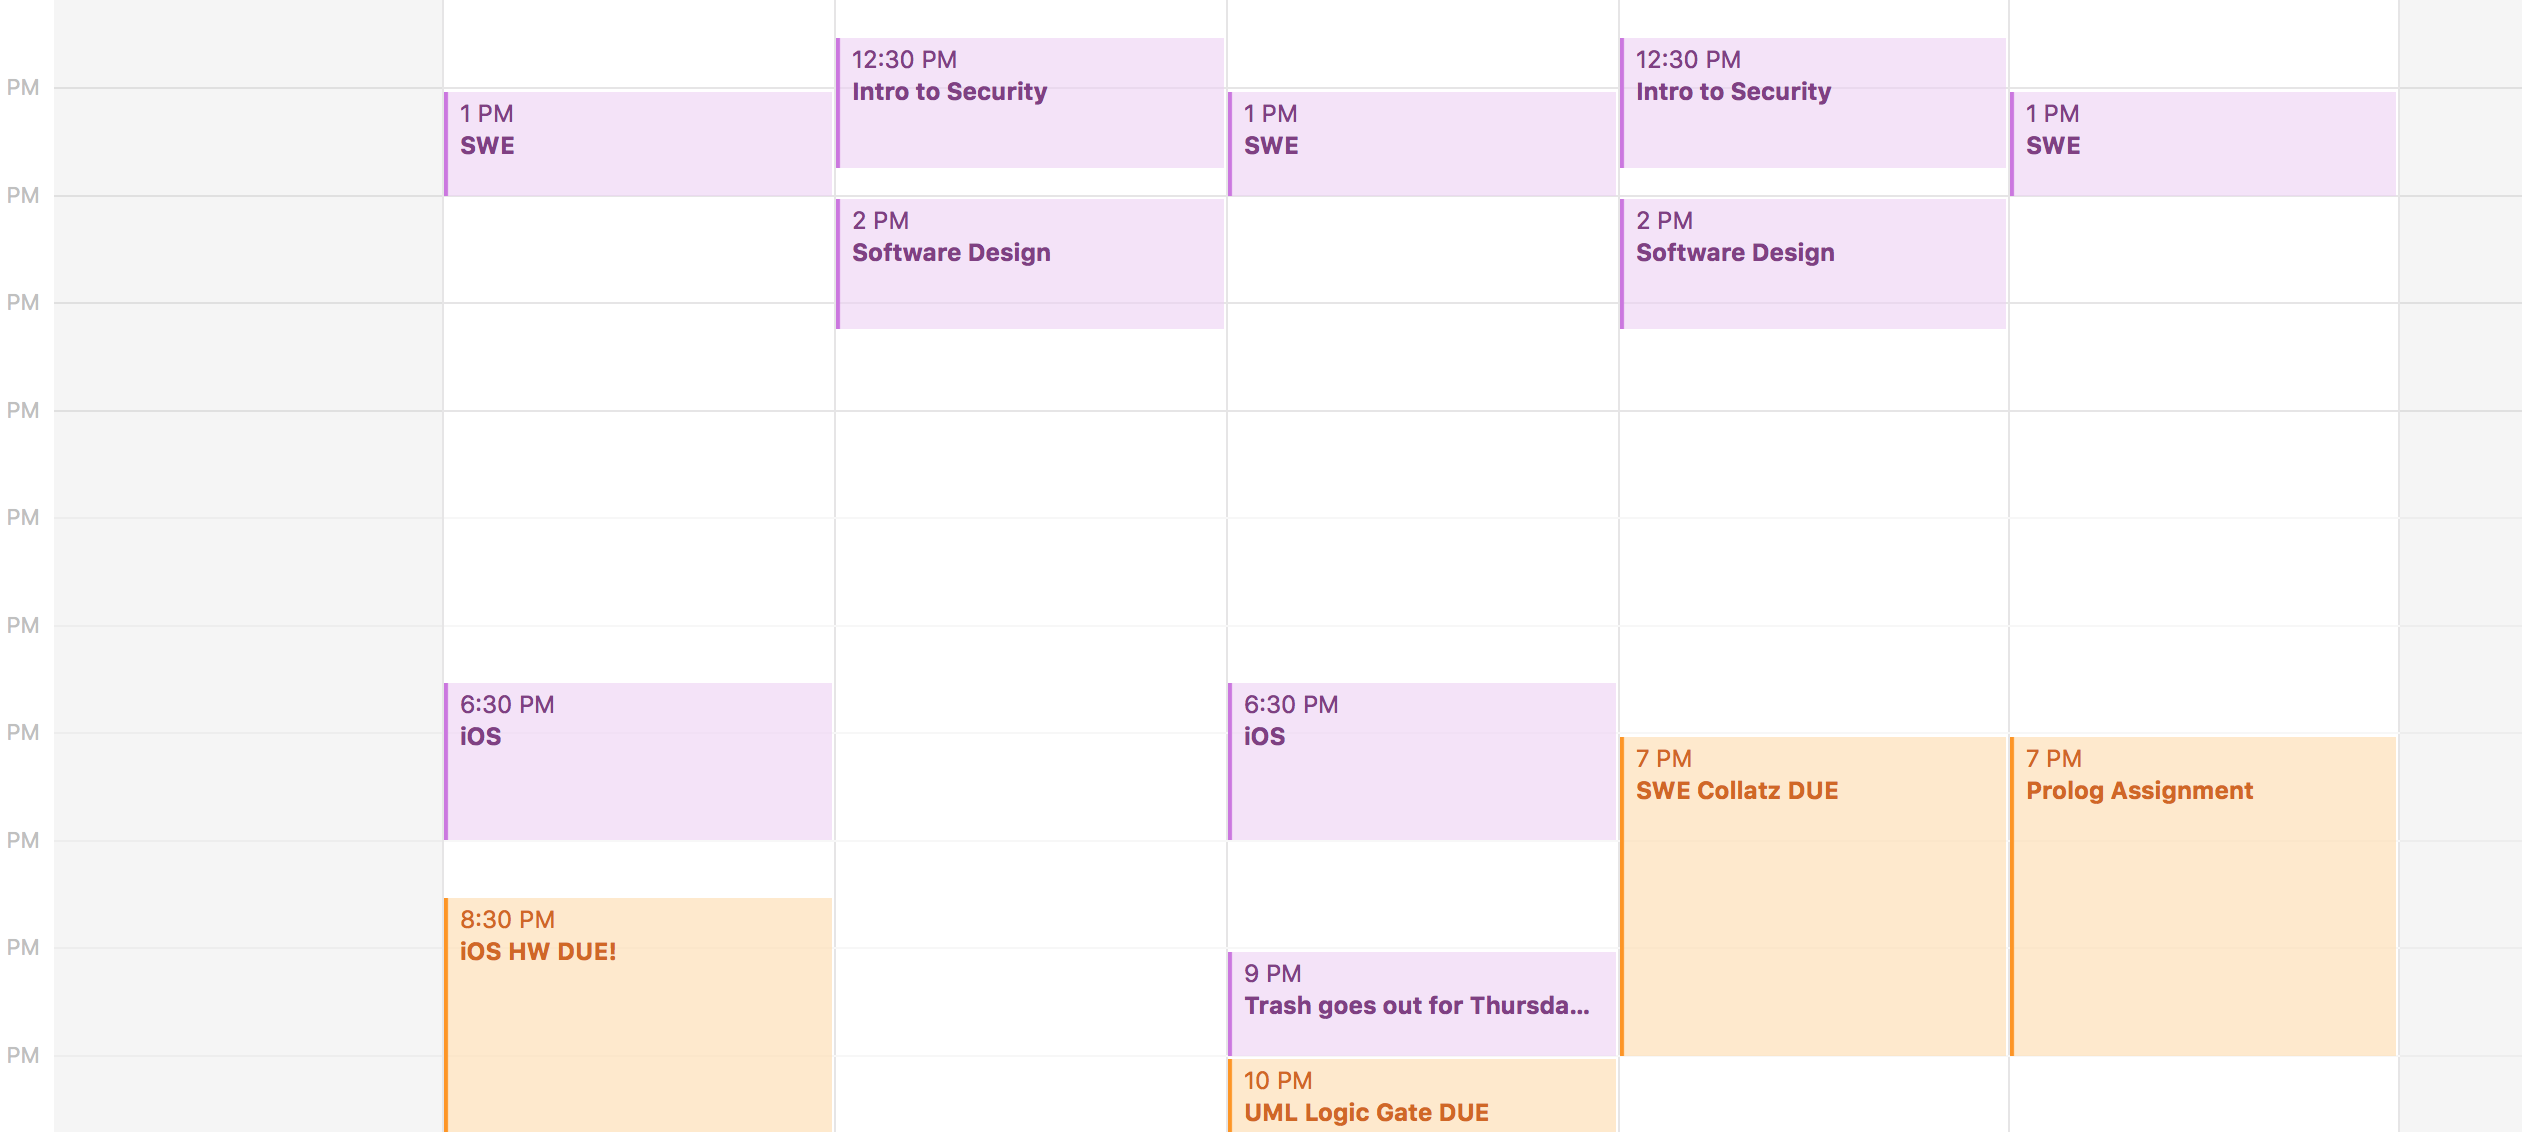 12:30 PM
Intro to Security
12:30 PM
Intro to Security
PM
1 PM
SWE
1 PM
SWE
1 PM
SWE
PM
2 PM
Software Design
2 PM
Software Design
PM
PM
PM
PM
6:30 PM
iOS
6:30 PM
iOS
PM
7 PM
SWE Collatz DUE
7 PM
Prolog Assignment
PM
8:30 PM
iOS HW DUE!
PM
9 PM
Trash goes out for Thursda...
PM
10 PM
UML Logic Gate DUE